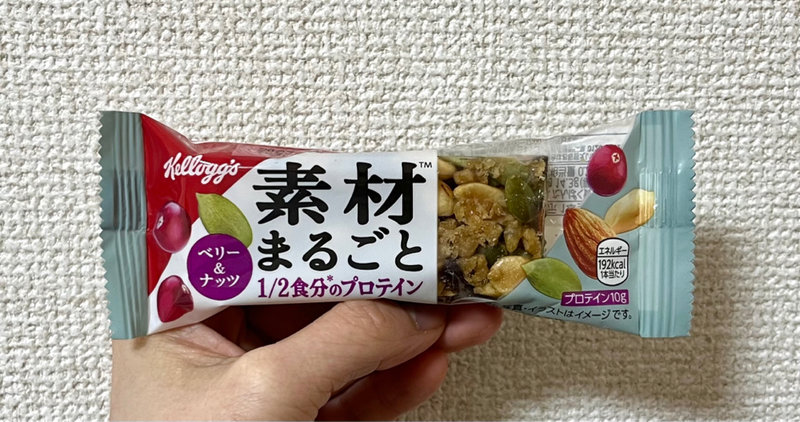 Kellogg's
素材™
まるごと
1/2食分*のプロテイン
ベリー
&
ナッツ
エネルギー
192kcal
1本当たり
プロテイン10g
イラストはイメージです。